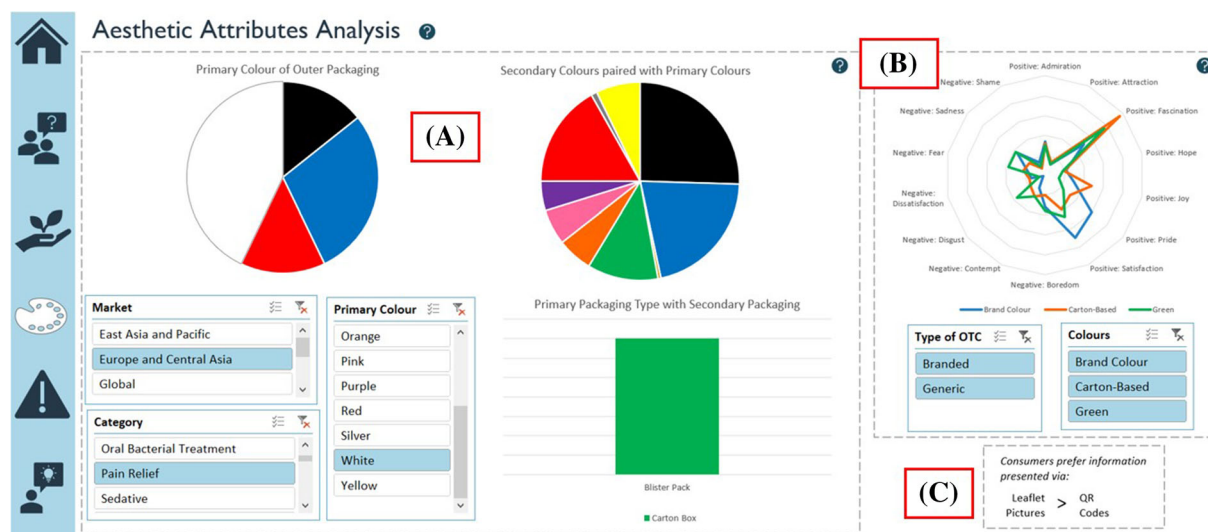 Aesthetic Attributes Analysis ?
Primary Colour of Outer Packaging
Secondary Colours paired with Primary Colours
?
(A)
Market
East Asia and Pacific
Europe and Central Asia
Global
Category
Oral Bacterial Treatment
Pain Relief
Sedative
Primary Colour
Orange
Pink
Purple
Red
Silver
White
Yellow
Primary Packaging Type with Secondary Packaging
Blister Pack
Carton Box
(B)
?
Positive: Admiration
Positive: Attraction
Positive: Fascination
Positive: Hope
Positive: Joy
Positive: Pride
Positive: Satisfaction
Negative: Boredom
Negative: Contempt
Negative: Disgust
Negative:
Dissatisfaction
Negative: Fear
Negative: Sadness
Negative: Shame
Brand Colour Carton-Based Green
Type of OTC
Branded
Generic
Colours
Brand Colour
Carton-Based
Green
(C)
Consumers prefer information
presented via:
Leaflet > QR
Pictures Codes